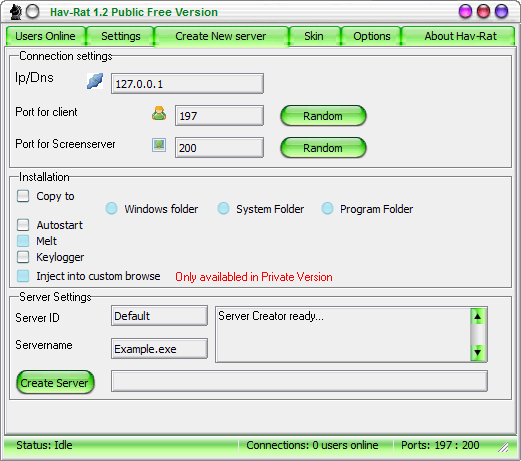 Hav-Rat 1.2 Public Free Version
Users Online Settings Create New server Skin Options About Hav-Rat
Connection settings
Ip/Dns 127.0.0.1
Port for client 197 Random
Port for Screenserver 200 Random
Installation
Copy to
Windows folder System Folder Program Folder
Autostart
Melt
Keylogger
Inject into custom browse Only availabled in Private Version
Server Settings
Server ID Default Server Creator ready...
Servername Example.exe
Create Server
Status: Idle Connections: 0 users online Ports: 197 : 200